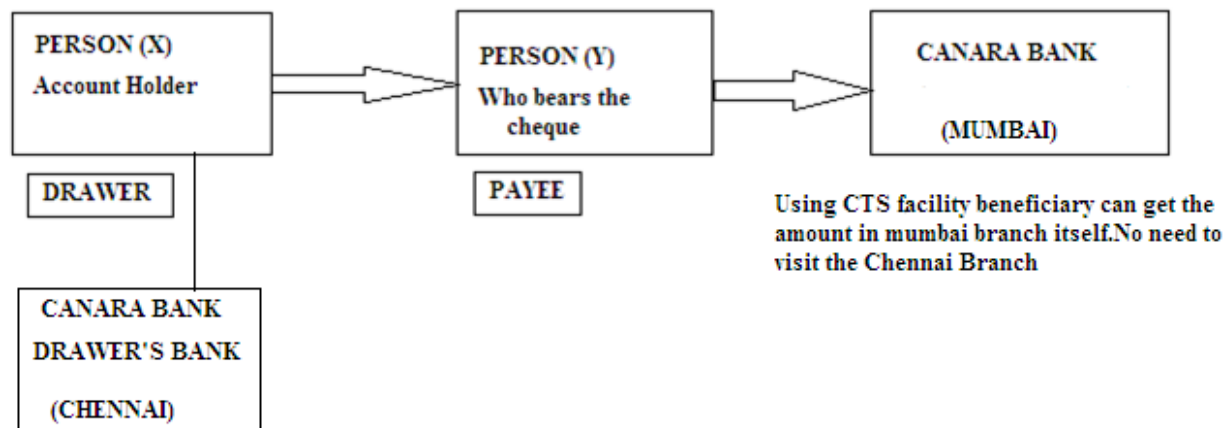 PERSON (X)
Account Holder
DRAWER
CANARA BANK
DRAWER'S BANK
(CHENNAI)
PERSON (Y)
Who bears the
cheque
PAYEE
CANARA BANK
(MUMBAI)
Using CTS facility beneficiary can get the
amount in mumbai branch itself.No need to
visit the Chennai Branch